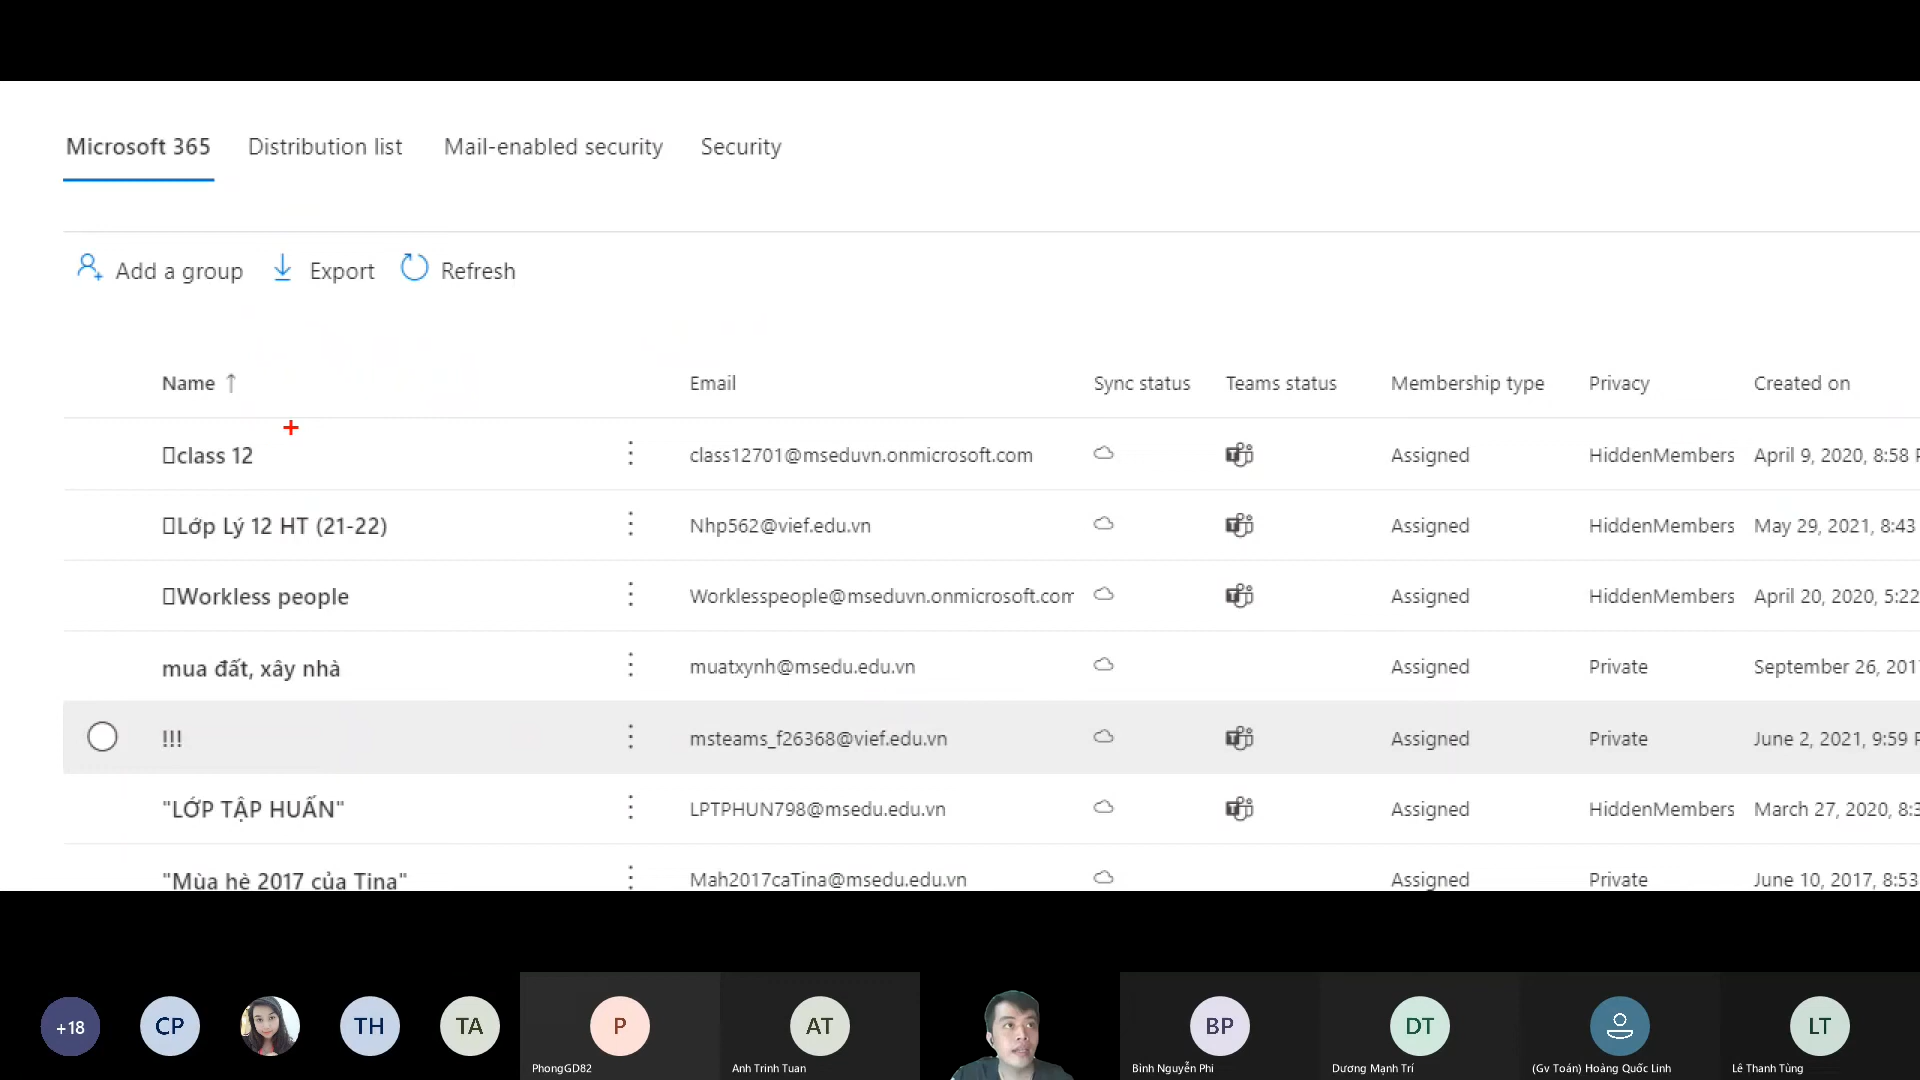 Microsoft 365 Distribution list Mail-enabled security Security
Add a group Export Refresh
Name ↑ Email Sync status Teams status Membership type Privacy Created on
class 12 class12701@mseduvn.onmicrosoft.com Assigned HiddenMembers April 9, 2020, 8:58 P
Lớp Lý 12 HT (21-22) Nhp562@vief.edu.vn Assigned HiddenMembers May 29, 2021, 8:43
Workless people Worklesspeople@mseduvn.onmicrosoft.com Assigned HiddenMembers April 20, 2020, 5:22
mua đất, xây nhà muatxynh@msedu.edu.vn Assigned Private September 26, 201
!!! msteams_f26368@vief.edu.vn Assigned Private June 2, 2021, 9:59 P
"LỚP TẬP HUẤN" LPTPHUN798@msedu.edu.vn Assigned HiddenMembers March 27, 2020, 8:3
"Mùa hè 2017 của Tina" Mah2017caTina@msedu.edu.vn Assigned Private June 10, 2017, 8:53
+18 CP TH TA P AT BP DT LT
PhongGD82 Anh Trinh Tuan Bình Nguyễn Phi Dương Mạnh Trí (Gv Toán) Hoàng Quốc Linh Lê Thanh Tùng